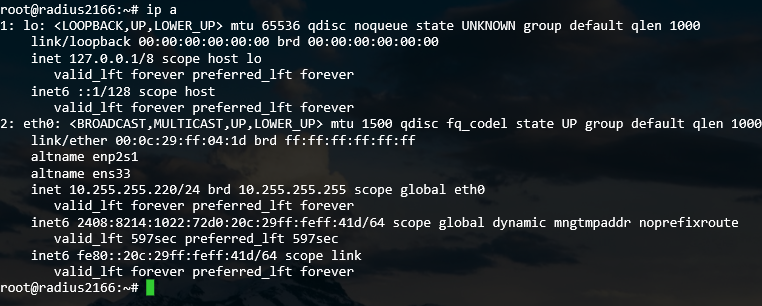 root@radius2166:~# ip a
1: lo: <LOOPBACK,UP,LOWER_UP> mtu 65536 qdisc noqueue state UNKNOWN group default qlen 1000
    link/loopback 00:00:00:00:00:00 brd 00:00:00:00:00:00
    inet 127.0.0.1/8 scope host lo
       valid_lft forever preferred_lft forever
    inet6 ::1/128 scope host
       valid_lft forever preferred_lft forever
2: eth0: <BROADCAST,MULTICAST,UP,LOWER_UP> mtu 1500 qdisc fq_codel state UP group default qlen 1000
    link/ether 00:0c:29:ff:04:1d brd ff:ff:ff:ff:ff:ff
    altname enp2s1
    altname ens33
    inet 10.255.255.220/24 brd 10.255.255.255 scope global eth0
       valid_lft forever preferred_lft forever
    inet6 2408:8214:1022:72d0:20c:29ff:feff:41d/64 scope global dynamic mngtmpaddr noprefixroute
       valid_lft 597sec preferred_lft 597sec
    inet6 fe80::20c:29ff:feff:41d/64 scope link
       valid_lft forever preferred_lft forever
root@radius2166:~#